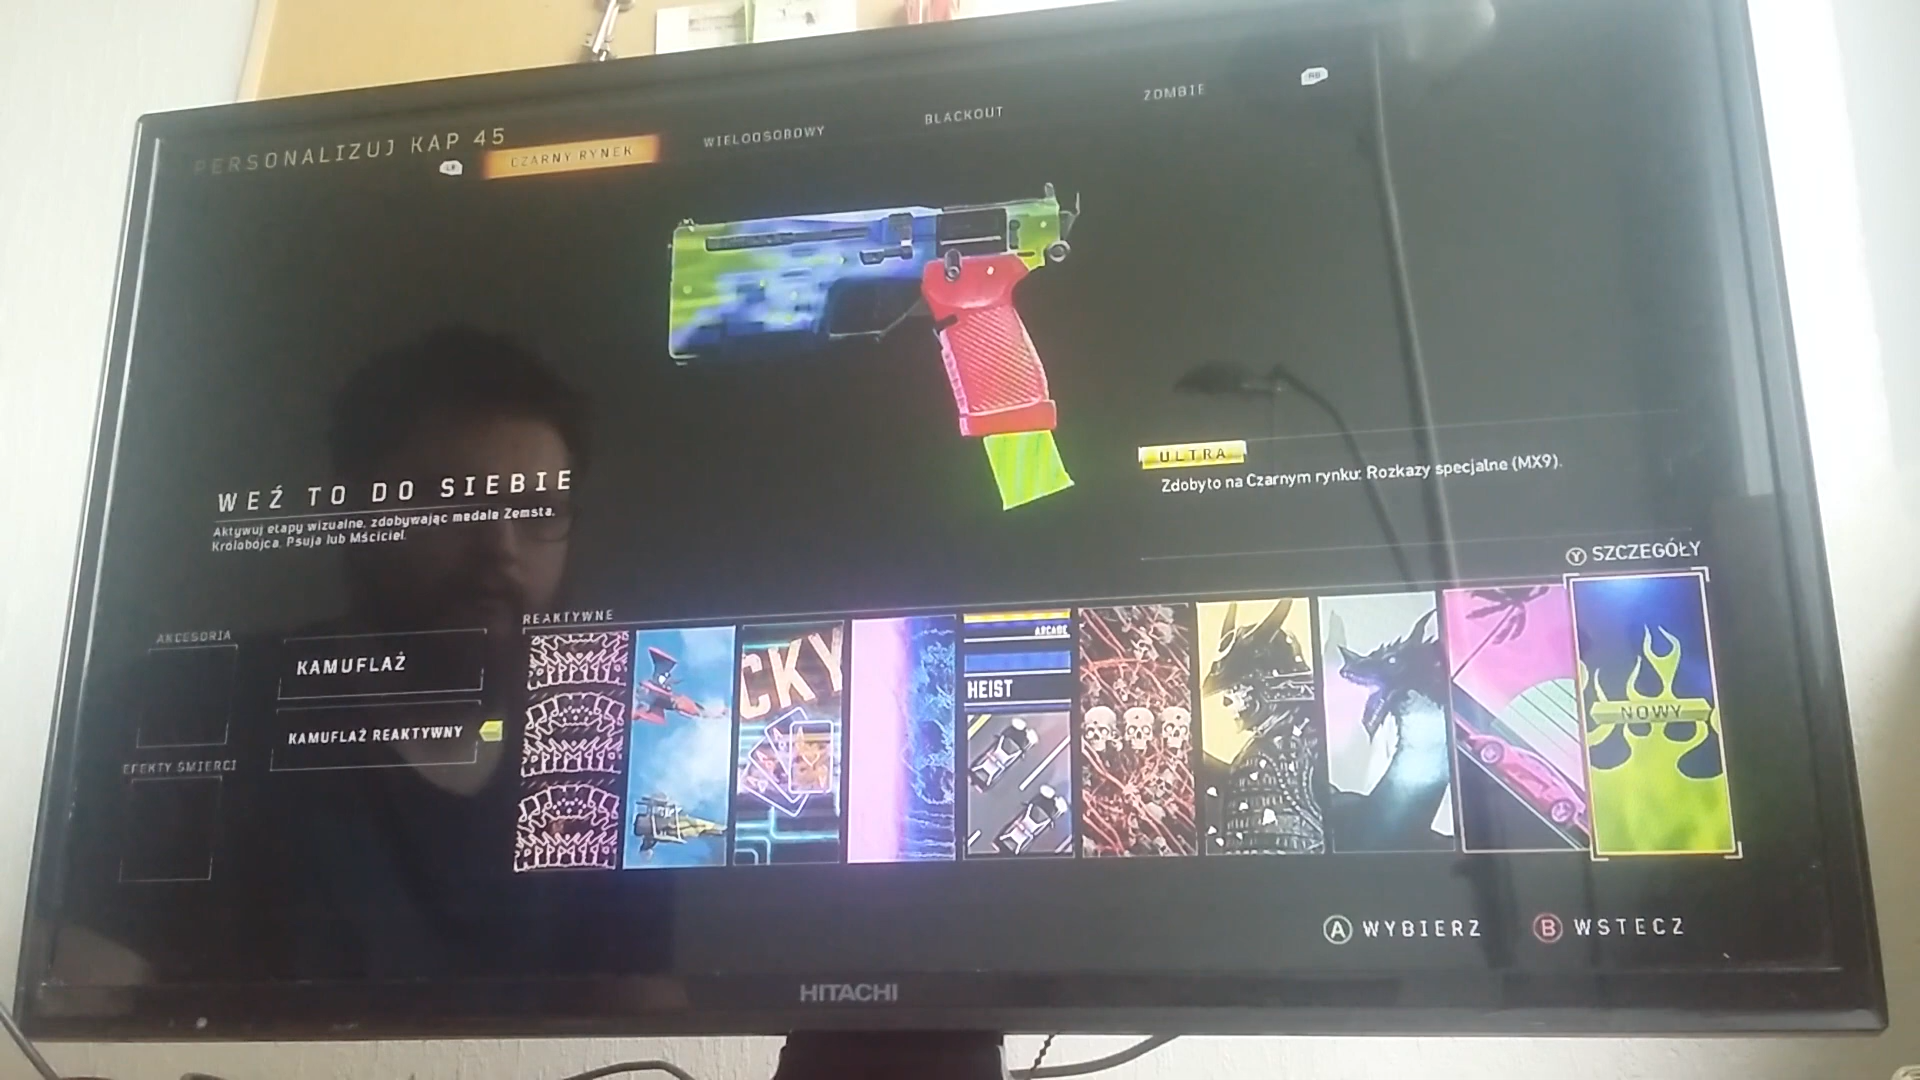 PERSONALIZUJ KAP 45
LB
CZARNY RYNEK
WIELOOSOBOWY
BLACKOUT
ZOMBIE
RB
WEŹ TO DO SIEBIE
Aktywuj etapy wizualne, zdobywając medale Zemsta,
Królobójca, Psuja lub Mściciel.
ULTRA
Zdobyto na Czarnym rynku: Rozkazy specjalne (MX9).
Y SZCZEGÓŁY
AKCESORIA
KAMUFLAŻ
KAMUFLAŻ REAKTYWNY
EFEKTY ŚMIERCI
REAKTYWNE
CKY
ARCADE
HEIST
NOWY
A WYBIERZ
B WSTECZ
HITACHI